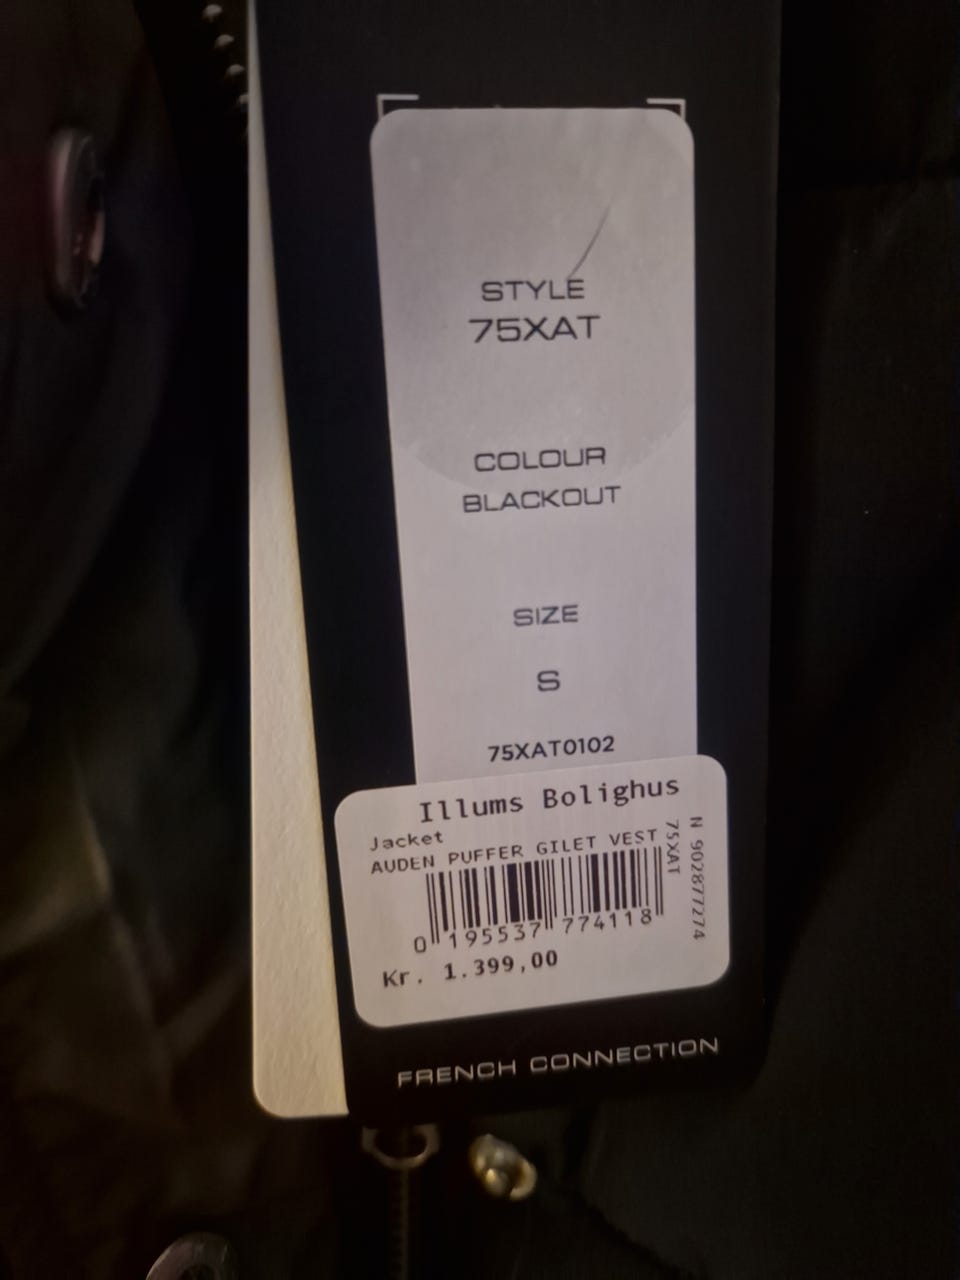 STYLE
75XAT
COLOUR
BLACKOUT
SIZE
S
75XAT0102
Illums Bolighus
Jacket
AUDEN PUFFER GILET VEST
75XAT
N 902877274
0 195537 774118
Kr. 1.399,00
FRENCH CONNECTION